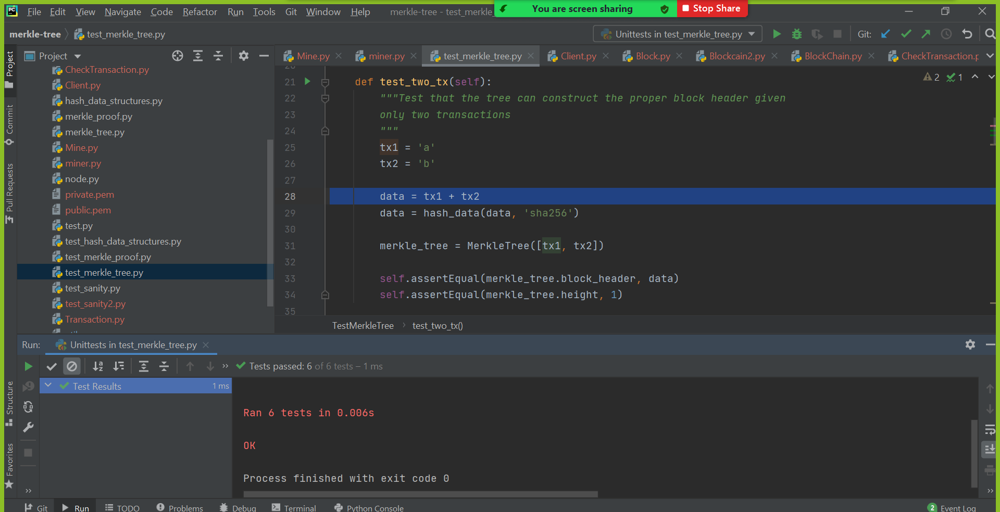 PC File Edit View Navigate Code Refactor Run Tools Git Window Help merkle-tree - test_merkle_
You are screen sharing Stop Share
merkle-tree test_merkle_tree.py Unittests in test_merkle_tree.py Git:
Project
Commit
Pull Requests
Structure
Favorites
Project
CheckTransaction.py
Client.py
hash_data_structures.py
merkle_proof.py
merkle_tree.py
Mine.py
miner.py
node.py
private.pem
public.pem
test.py
test_hash_data_structures.py
test_merkle_proof.py
test_merkle_tree.py
test_sanity.py
test_sanity2.py
Transaction.py
Mine.py miner.py test_merkle_tree.py Client.py Block.py Blockcain2.py BlockChain.py CheckTransaction.p
2 1
20
21 def test_two_tx(self):
22 """Test that the tree can construct the proper block header given
23 only two transactions
24 """
25 tx1 = 'a'
26 tx2 = 'b'
27
28 data = tx1 + tx2
29 data = hash_data(data, 'sha256')
30
31 merkle_tree = MerkleTree([tx1, tx2])
32
33 self.assertEqual(merkle_tree.block_header, data)
34 self.assertEqual(merkle_tree.height, 1)
35
TestMerkleTree › test_two_tx()
Run: Unittests in test_merkle_tree.py
» Tests passed: 6 of 6 tests – 1 ms
Test Results 1 ms
Ran 6 tests in 0.006s
OK
Process finished with exit code 0
Git Run TODO Problems Debug Terminal Python Console 2 Event Log